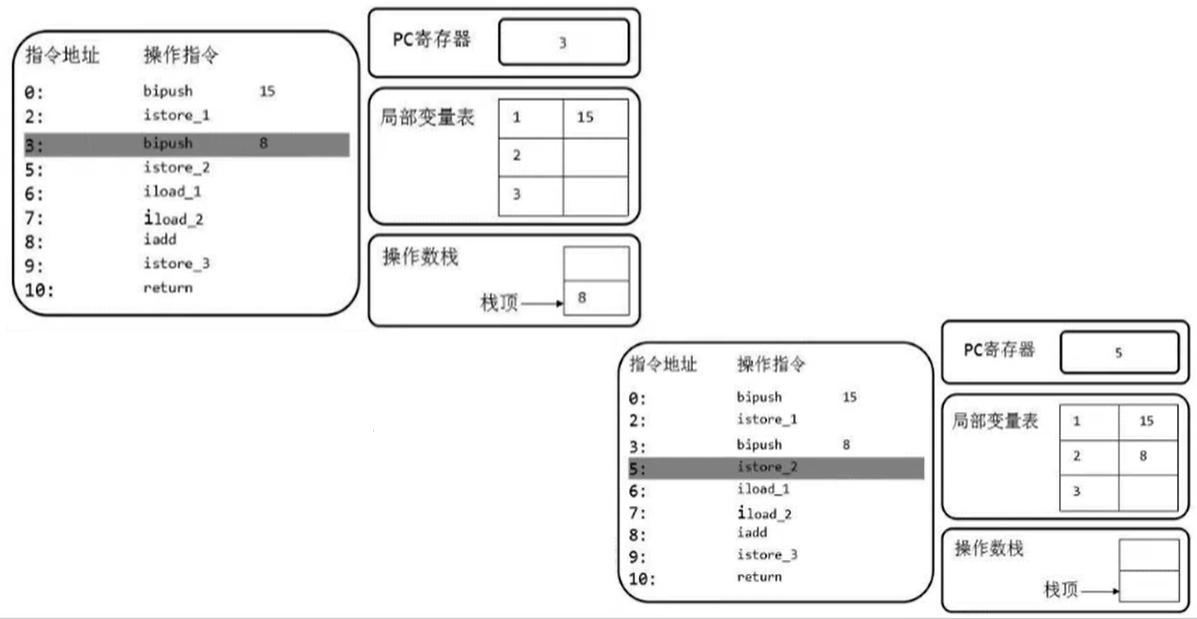 指令地址 操作指令
0: bipush 15
2: istore_1
3: bipush 8
5: istore_2
6: iload_1
7: iload_2
8: iadd
9: istore_3
10: return
PC寄存器 3
局部变量表 1 15
2
3
操作数栈
栈顶 8
指令地址 操作指令
0: bipush 15
2: istore_1
3: bipush 8
5: istore_2
6: iload_1
7: iload_2
8: iadd
9: istore_3
10: return
PC寄存器 5
局部变量表 1 15
2 8
3
操作数栈
栈顶